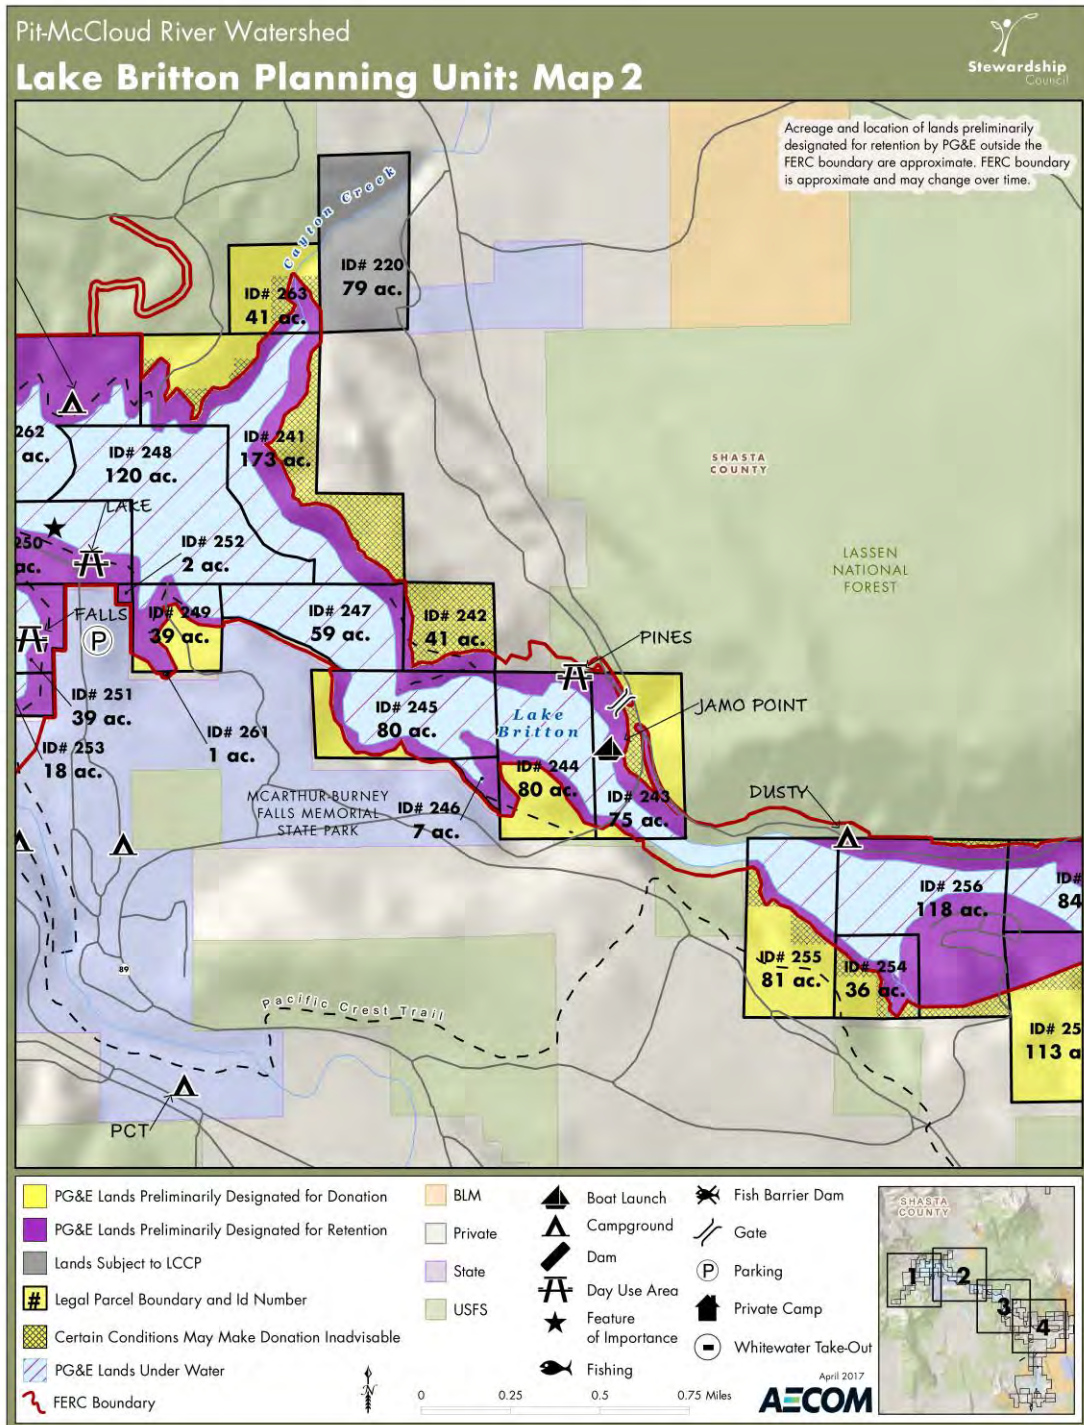 Pit-McCloud River Watershed
Lake Britton Planning Unit: Map 2
Stewardship
Council
Acreage and location of lands preliminarily
designated for retention by PG&E outside the
FERC boundary are approximate. FERC boundary
is approximate and may change over time.
Cayton Creek
ID# 220
79 ac.
ID# 263
41 ac.
262
ac.
ID# 248
120 ac.
ID# 241
173 ac.
SHASTA
COUNTY
LAKE
250
ac.
ID# 252
2 ac.
LASSEN
NATIONAL
FOREST
FALLS
P
ID# 249
39 ac.
ID# 247
59 ac.
ID# 242
41 ac.
PINES
ID# 251
39 ac.
ID# 245
80 ac.
Lake
Britton
JAMO POINT
ID# 253
18 ac.
ID# 261
1 ac.
ID# 244
80 ac.
MCARTHUR-BURNEY
FALLS MEMORIAL
STATE PARK
ID# 246
7 ac.
ID# 243
75 ac.
DUSTY
ID# 256
118 ac.
ID#
84
89
ID# 255
81 ac.
ID# 254
36 ac.
Pacific Crest Trail
ID# 25
113 a
PCT
PG&E Lands Preliminarily Designated for Donation
PG&E Lands Preliminarily Designated for Retention
Lands Subject to LCCP
# Legal Parcel Boundary and Id Number
Certain Conditions May Make Donation Inadvisable
PG&E Lands Under Water
FERC Boundary
BLM
Private
State
USFS
N
Boat Launch
Campground
Dam
Day Use Area
Feature
of Importance
Fishing
0 0.25 0.5 0.75 Miles
Fish Barrier Dam
Gate
P Parking
Private Camp
Whitewater Take-Out
April 2017
AECOM
SHASTA
COUNTY
1
2
3
4